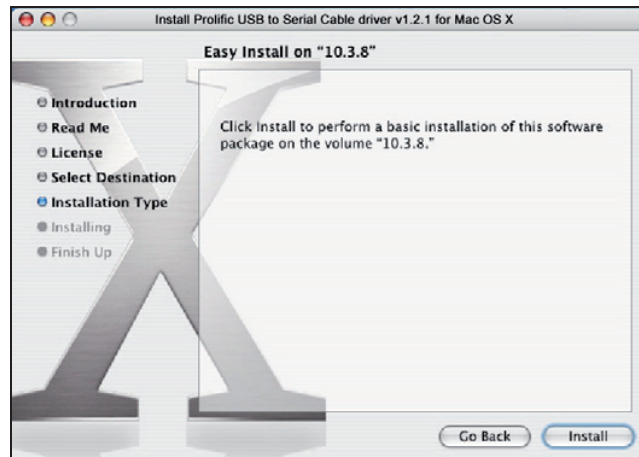 Install Prolific USB to Serial Cable driver v1.2.1 for Mac OS X
Easy Install on “10.3.8”
Introduction
Read Me
License
Select Destination
Installation Type
Installing
Finish Up
Click Install to perform a basic installation of this software
package on the volume “10.3.8.”
Go Back
Install